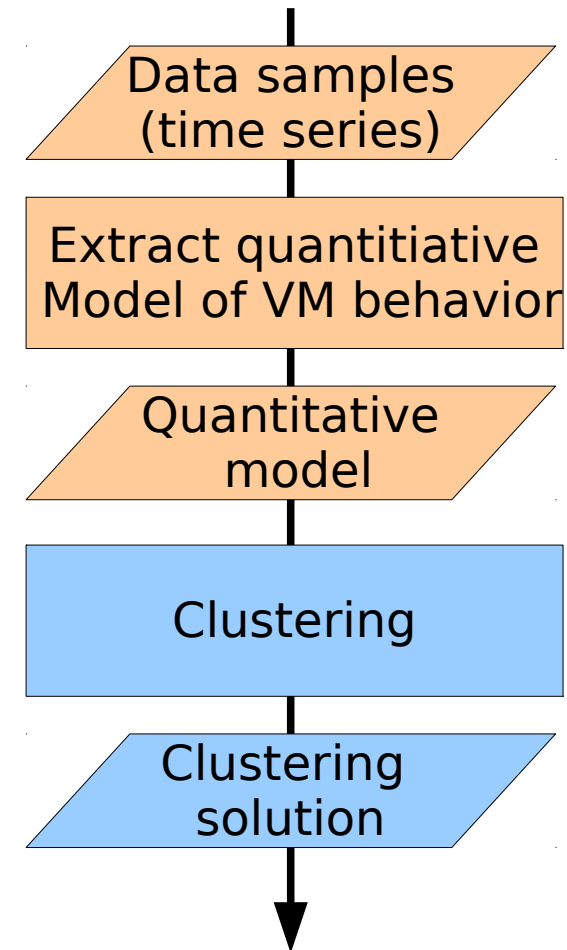 Data samples
(time series)
Extract quantitiative
Model of VM behavior
Quantitative
model
Clustering
Clustering
solution